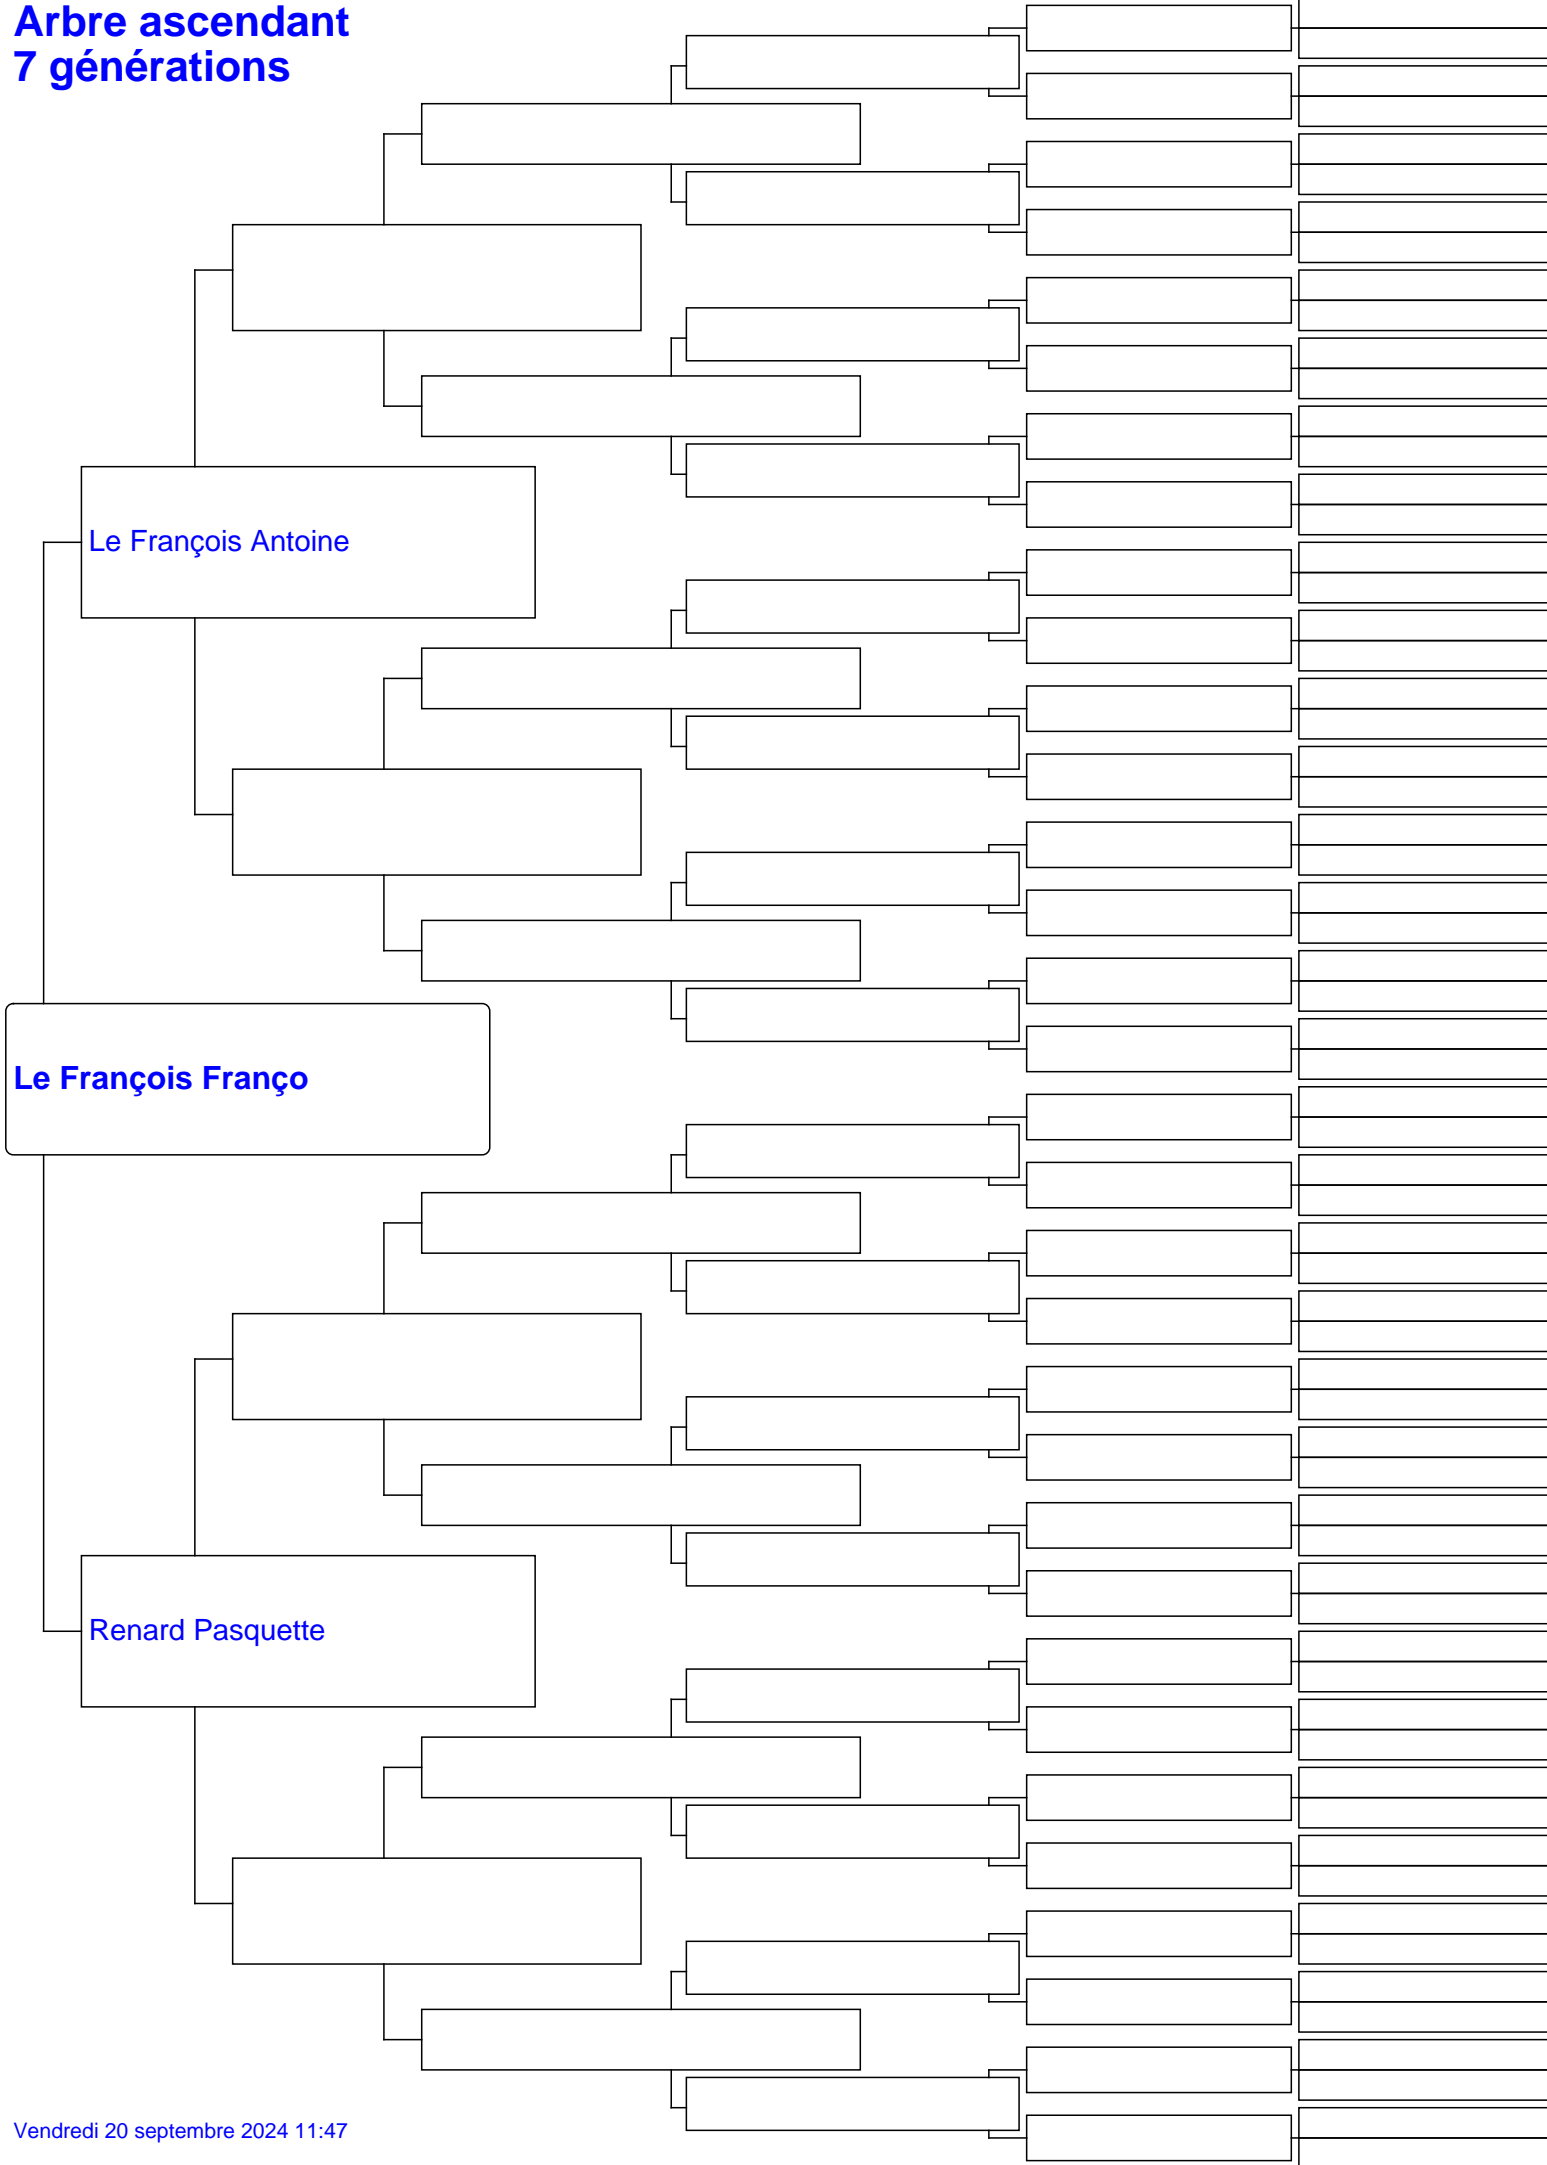 Arbre ascendant
7 générations
Le François Antoine
Le François Franço
Renard Pasquette
Vendredi 20 septembre 2024 11:47